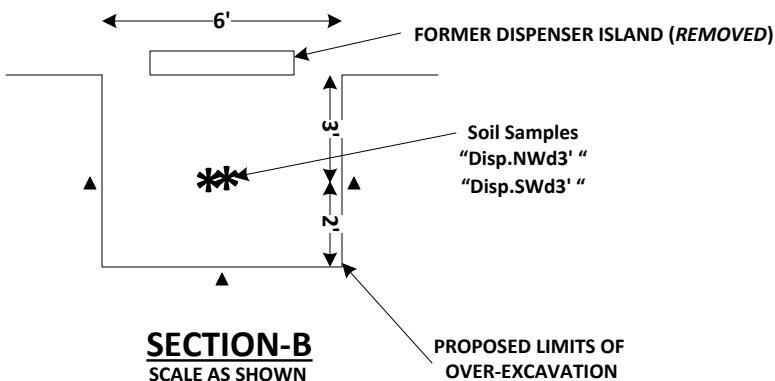 6'
FORMER DISPENSER ISLAND (REMOVED)
3'
Soil Samples
“Disp.NWd3' “
“Disp.SWd3' “
2'
SECTION-B
SCALE AS SHOWN
PROPOSED LIMITS OF
OVER-EXCAVATION